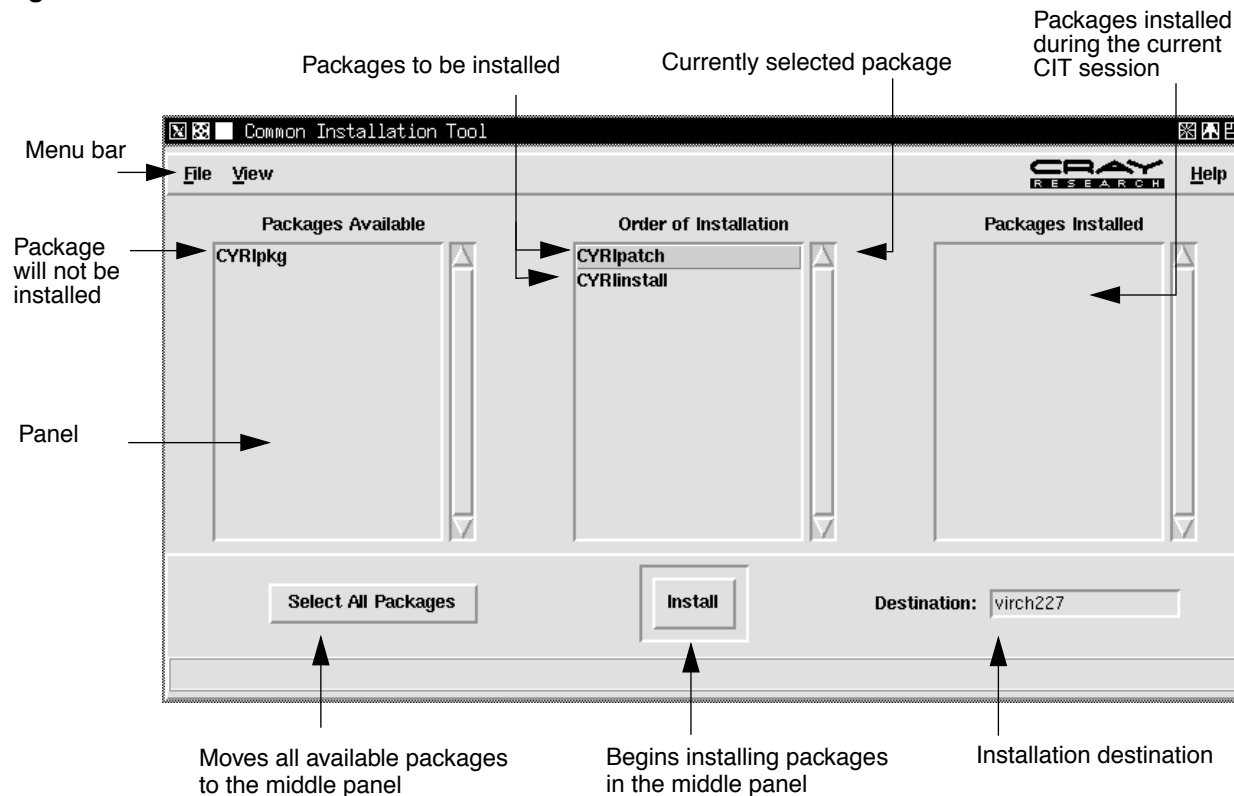 Packages installed
during the current
CIT session
Packages to be installed
Currently selected package
Common Installation Tool
Menu bar
File View
CRAY
RESEARCH
Help
Packages Available
Order of Installation
Packages Installed
Package
will not be
installed
CYRIpkg
CYRIpatch
CYRIinstall
Panel
Select All Packages
Install
Destination: virch227
Moves all available packages
to the middle panel
Begins installing packages
in the middle panel
Installation destination